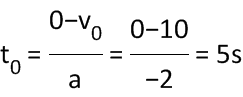 t₀ = (0−v₀)/a = (0−10)/−2 = 5s